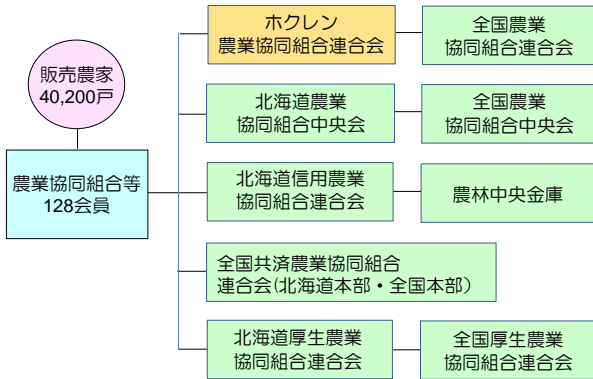 販売農家
40,200戸
農業協同組合等
128会員
ホクレン
農業協同組合連合会
全国農業
協同組合連合会
北海道農業
協同組合中央会
全国農業
協同組合中央会
北海道信用農業
協同組合連合会
農林中央金庫
全国共済農業協同組合
連合会(北海道本部・全国本部）
北海道厚生農業
協同組合連合会
全国厚生農業
協同組合連合会